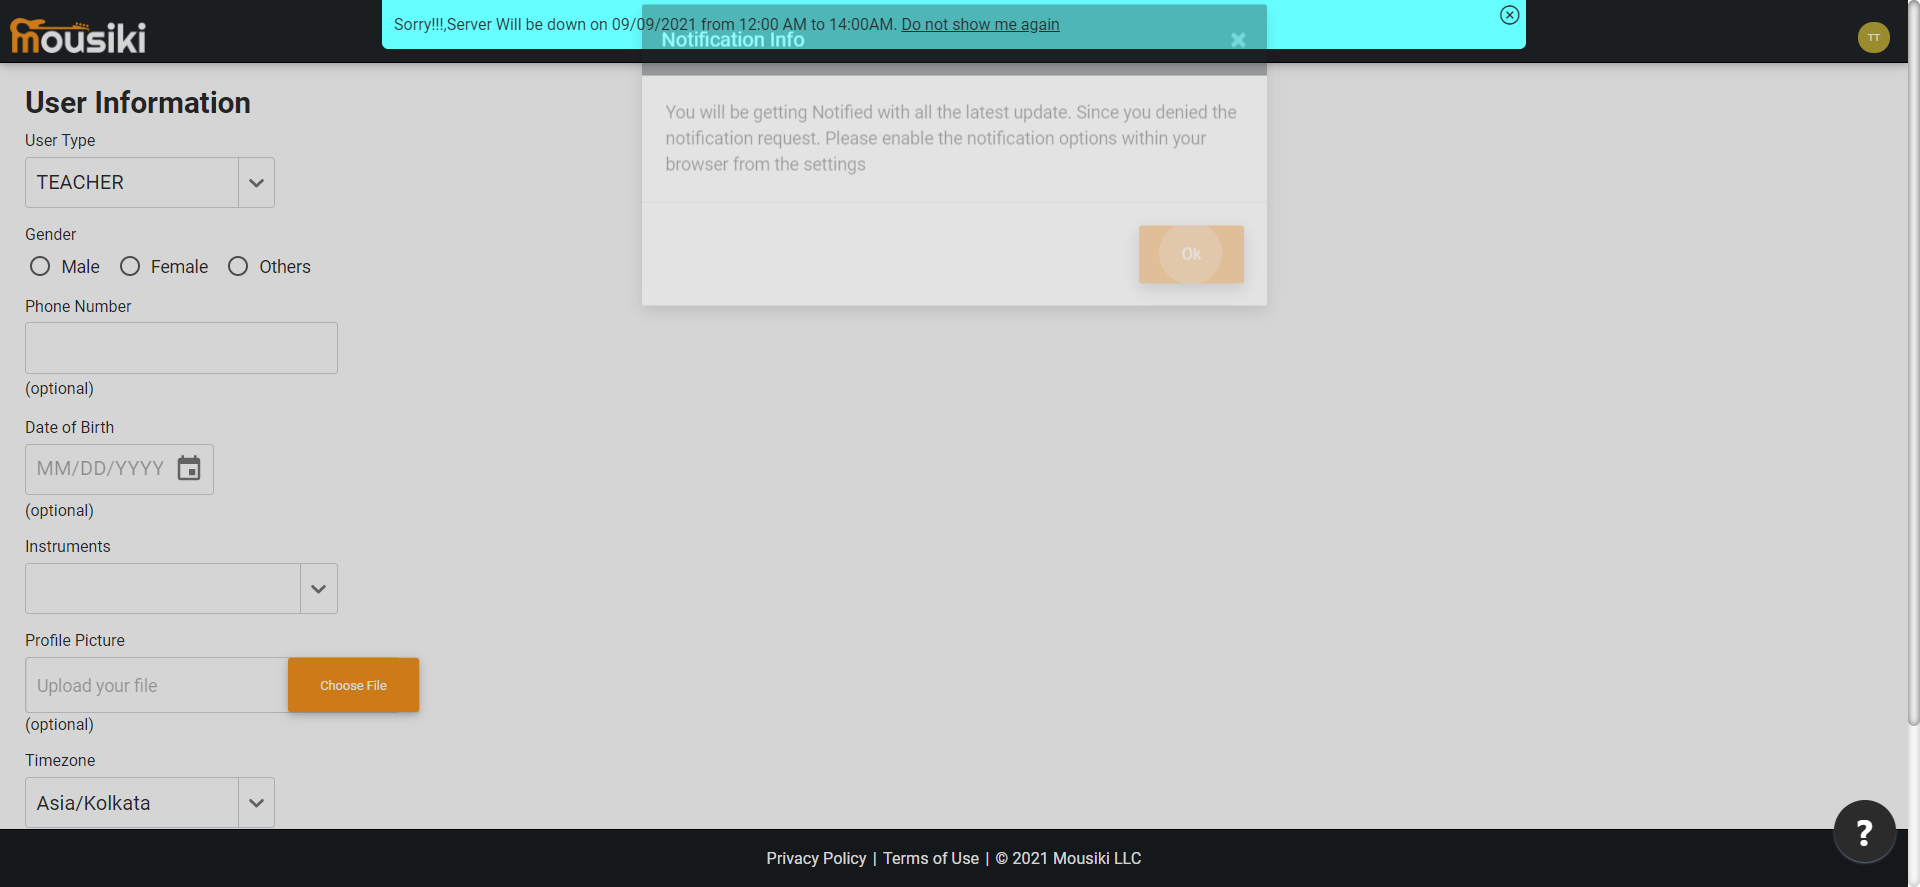 mousiki
Sorry!!!,Server Will be down on 09/09/2021 from 12:00 AM to 14:00AM. Do not show me again
TT
Notification Info
You will be getting Notified with all the latest update. Since you denied the
notification request. Please enable the notification options within your
browser from the settings
Ok
User Information
User Type
TEACHER
Gender
Male Female Others
Phone Number
(optional)
Date of Birth
MM/DD/YYYY
(optional)
Instruments
Profile Picture
Upload your file Choose File
(optional)
Timezone
Asia/Kolkata
?
Privacy Policy | Terms of Use | © 2021 Mousiki LLC